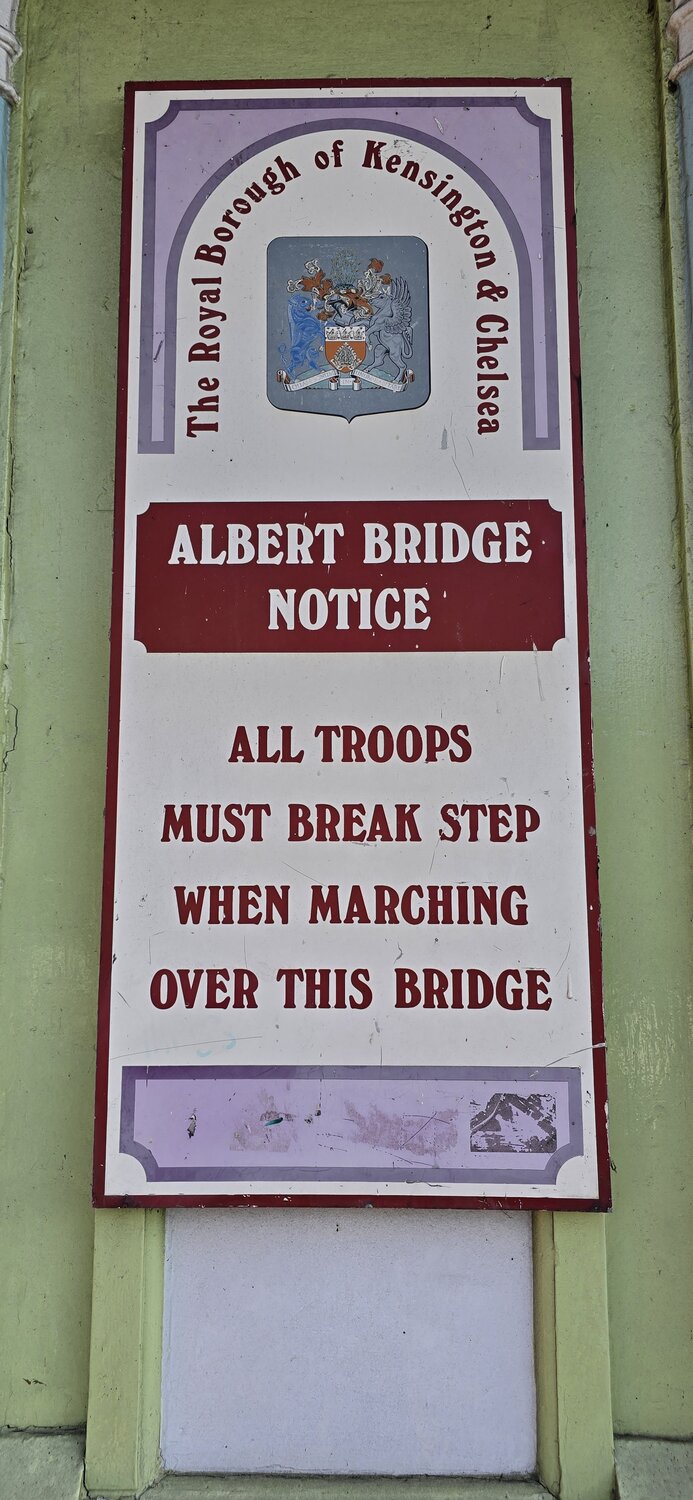 The Royal Borough of Kensington & Chelsea
ALBERT BRIDGE
NOTICE
ALL TROOPS
MUST BREAK STEP
WHEN MARCHING
OVER THIS BRIDGE